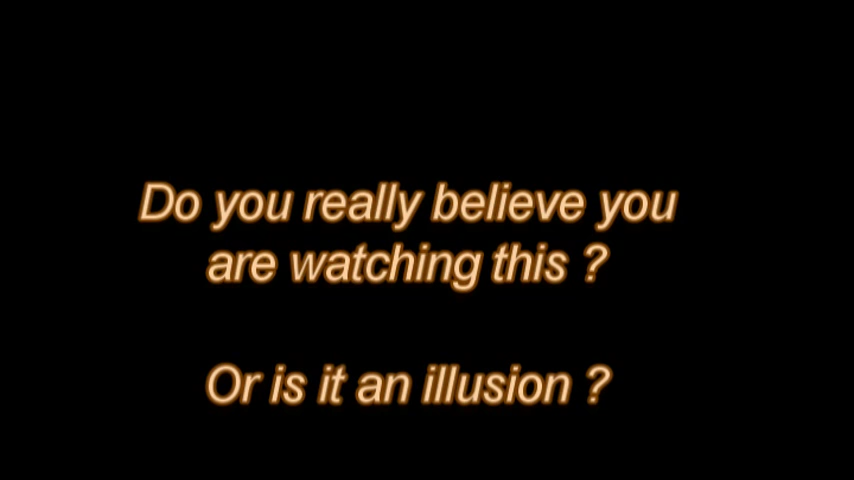 Do you really believe you
are watching this ?
Or is it an illusion ?